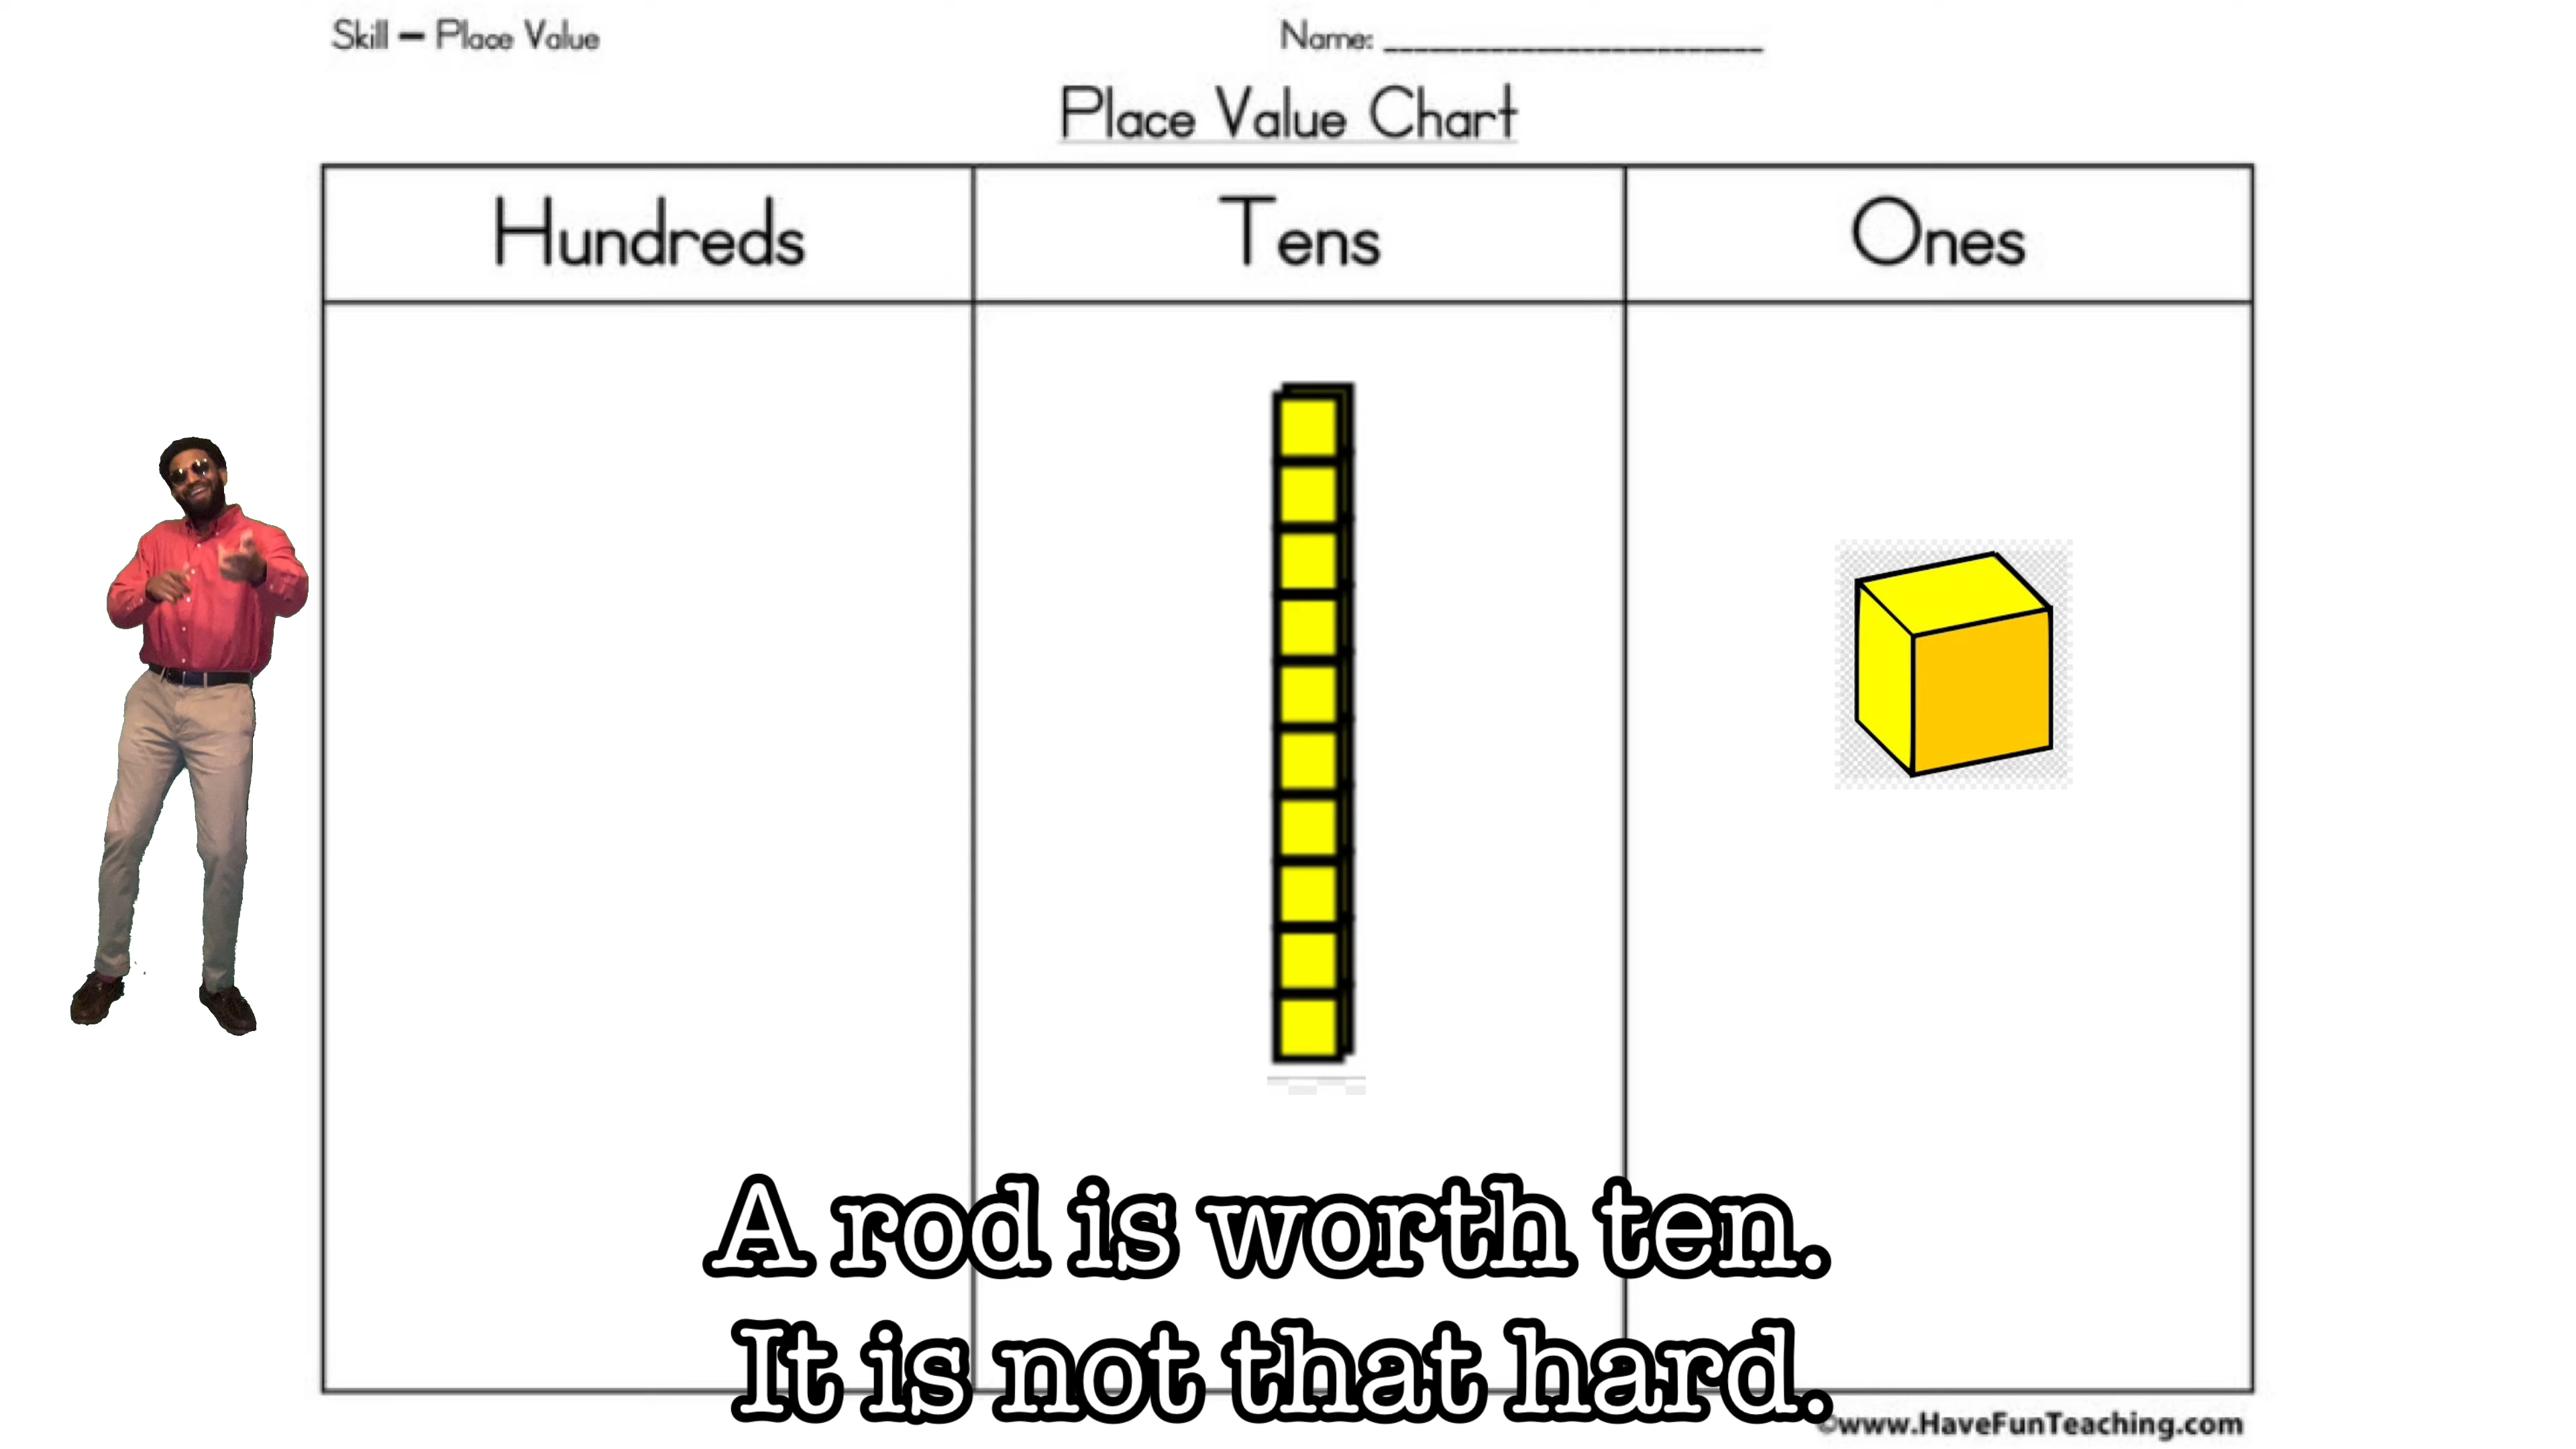 Skill – Place Value
Name: ___________________________
Place Value Chart
Hundreds
Tens
Ones
A rod is worth ten.
It is not that hard.
©www.HaveFunTeaching.com